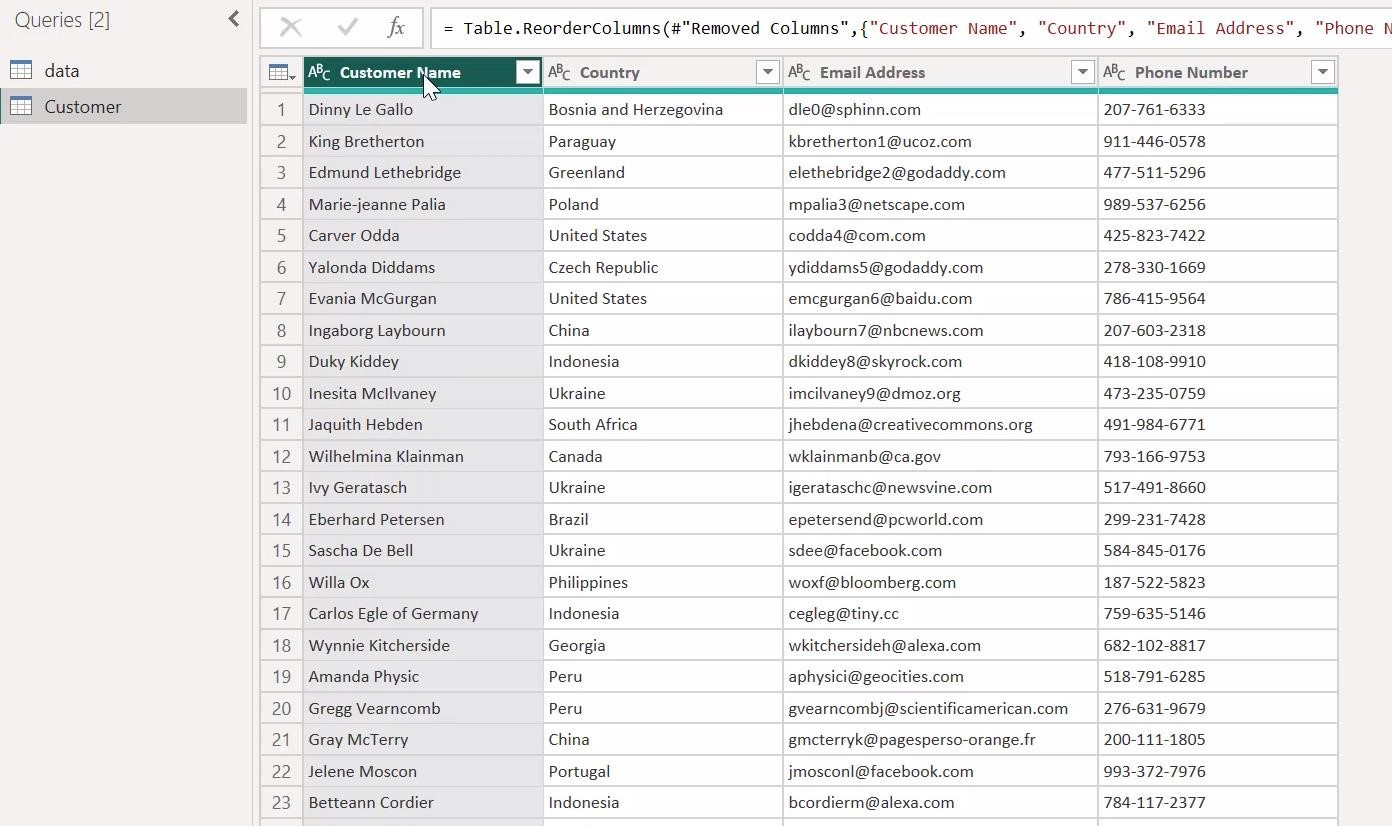 Queries [2]
data
Customer
fx = Table.ReorderColumns(#"Removed Columns",{"Customer Name", "Country", "Email Address", "Phone N
ABC Customer Name ABC Country ABC Email Address ABC Phone Number
1 Dinny Le Gallo Bosnia and Herzegovina dle0@sphinn.com 207-761-6333
2 King Bretherton Paraguay kbretherton1@ucoz.com 911-446-0578
3 Edmund Lethebridge Greenland elethebridge2@godaddy.com 477-511-5296
4 Marie-jeanne Palia Poland mpalia3@netscape.com 989-537-6256
5 Carver Odda United States codda4@com.com 425-823-7422
6 Yalonda Diddams Czech Republic ydiddams5@godaddy.com 278-330-1669
7 Evania McGurgan United States emcgurgan6@baidu.com 786-415-9564
8 Ingaborg Laybourn China ilaybourn7@nbcnews.com 207-603-2318
9 Duky Kiddey Indonesia dkiddey8@skyrock.com 418-108-9910
10 Inesita McIlvaney Ukraine imcilvaney9@dmoz.org 473-235-0759
11 Jaquith Hebden South Africa jhebdena@creativecommons.org 491-984-6771
12 Wilhelmina Klainman Canada wklainmanb@ca.gov 793-166-9753
13 Ivy Geratasch Ukraine igerataschc@newsvine.com 517-491-8660
14 Eberhard Petersen Brazil epetersend@pcworld.com 299-231-7428
15 Sascha De Bell Ukraine sdee@facebook.com 584-845-0176
16 Willa Ox Philippines woxf@bloomberg.com 187-522-5823
17 Carlos Egle of Germany Indonesia cegleg@tiny.cc 759-635-5146
18 Wynnie Kitcherside Georgia wkitchersideh@alexa.com 682-102-8817
19 Amanda Physic Peru aphysici@geocities.com 518-791-6285
20 Gregg Vearncomb Peru gvearncombj@scientificamerican.com 276-631-9679
21 Gray McTerry China gmcterryk@pagesperso-orange.fr 200-111-1805
22 Jelene Moscon Portugal jmosconl@facebook.com 993-372-7976
23 Betteann Cordier Indonesia bcordierm@alexa.com 784-117-2377